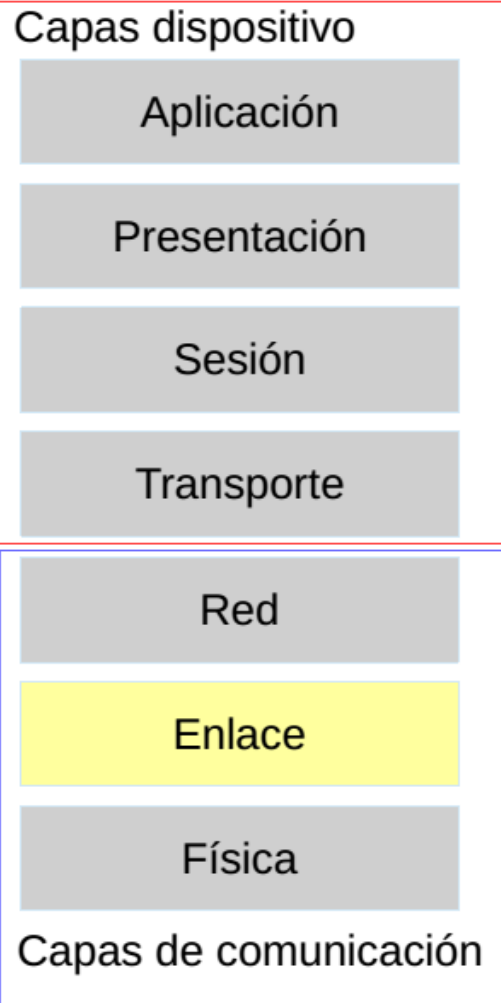 Capas dispositivo
Aplicación
Presentación
Sesión
Transporte
Red
Enlace
Física
Capas de comunicación